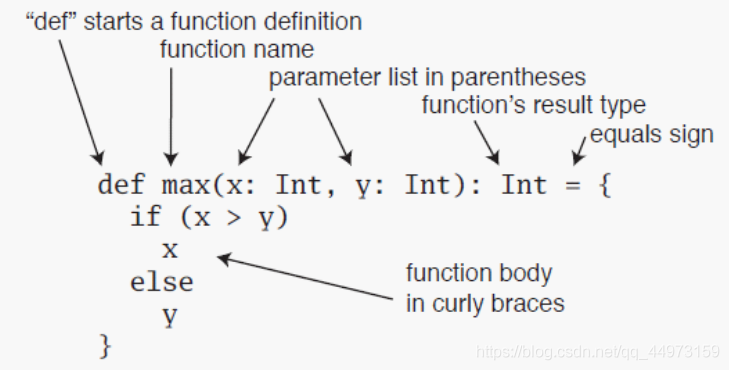 “def” starts a function definition
function name
parameter list in parentheses
function’s result type
equals sign
def max(x: Int, y: Int): Int = {
if (x > y)
x
else
y
}
function body
in curly braces
https://blog.csdn.net/qq_44973159